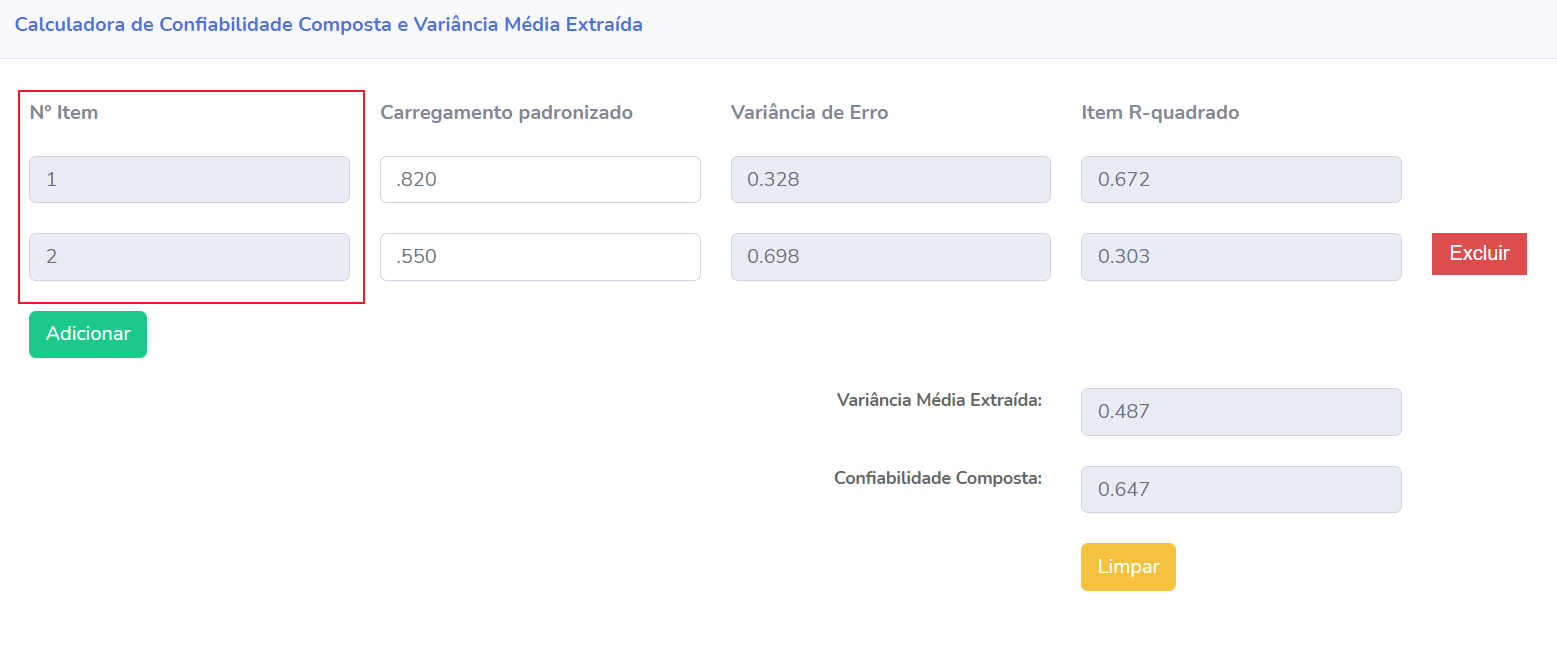 Calculadora de Confiabilidade Composta e Variância Média Extraída
Nº Item Carregamento padronizado Variância de Erro Item R-quadrado
1 .820 0.328 0.672
2 .550 0.698 0.303 Excluir
Adicionar
Variância Média Extraída: 0.487
Confiabilidade Composta: 0.647
Limpar